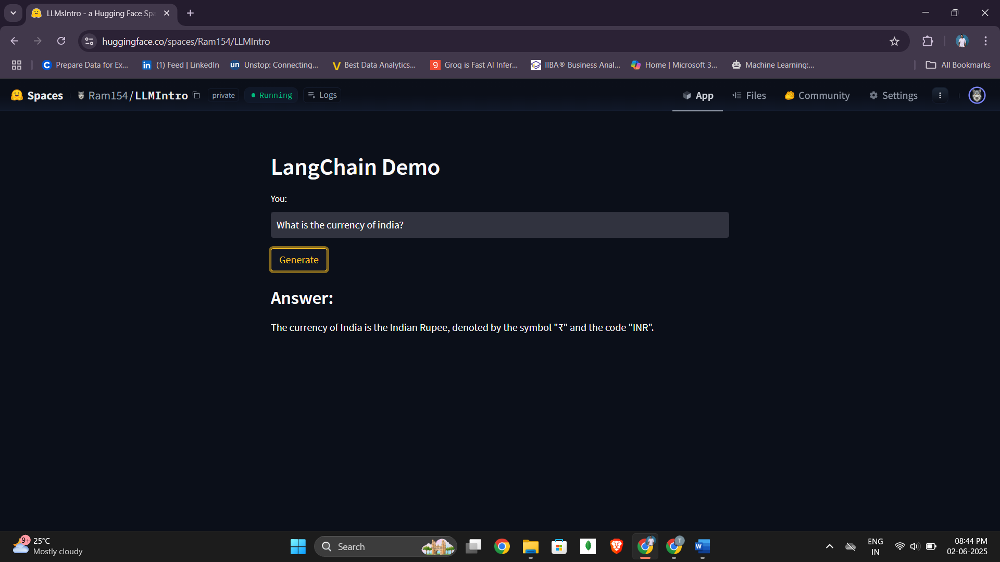 LLMsIntro - a Hugging Face Spa
huggingface.co/spaces/Ram154/LLMIntro
Prepare Data for Ex...
in (1) Feed | LinkedIn
un Unstop: Connecting...
Best Data Analytics...
9 Groq is Fast AI Infer...
IIBA® Business Anal...
Home | Microsoft 3...
Machine Learning:...
All Bookmarks
Spaces
Ram154/LLMIntro
private
Running
Logs
App
Files
Community
Settings
LangChain Demo
You:
What is the currency of india?
Generate
Answer:
The currency of India is the Indian Rupee, denoted by the symbol "₹" and the code "INR".
9+
25°C
Mostly cloudy
Search
T
W
ENG
IN
08:44 PM
02-06-2025